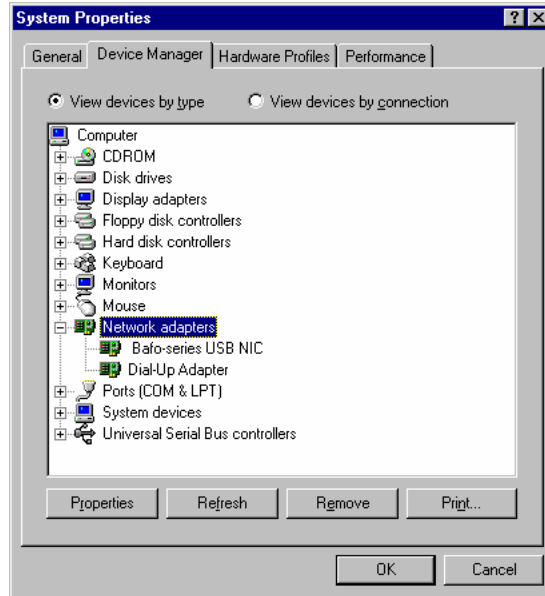 System Properties
General Device Manager Hardware Profiles Performance
View devices by type View devices by connection
Computer
CDROM
Disk drives
Display adapters
Floppy disk controllers
Hard disk controllers
Keyboard
Monitors
Mouse
Network adapters
Bafo-series USB NIC
Dial-Up Adapter
Ports (COM & LPT)
System devices
Universal Serial Bus controllers
Properties Refresh Remove Print...
OK Cancel